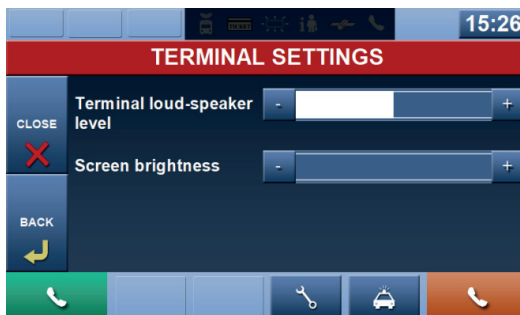 15:26
TERMINAL SETTINGS
CLOSE
Terminal loud-speaker
level
-
+
Screen brightness
-
+
BACK